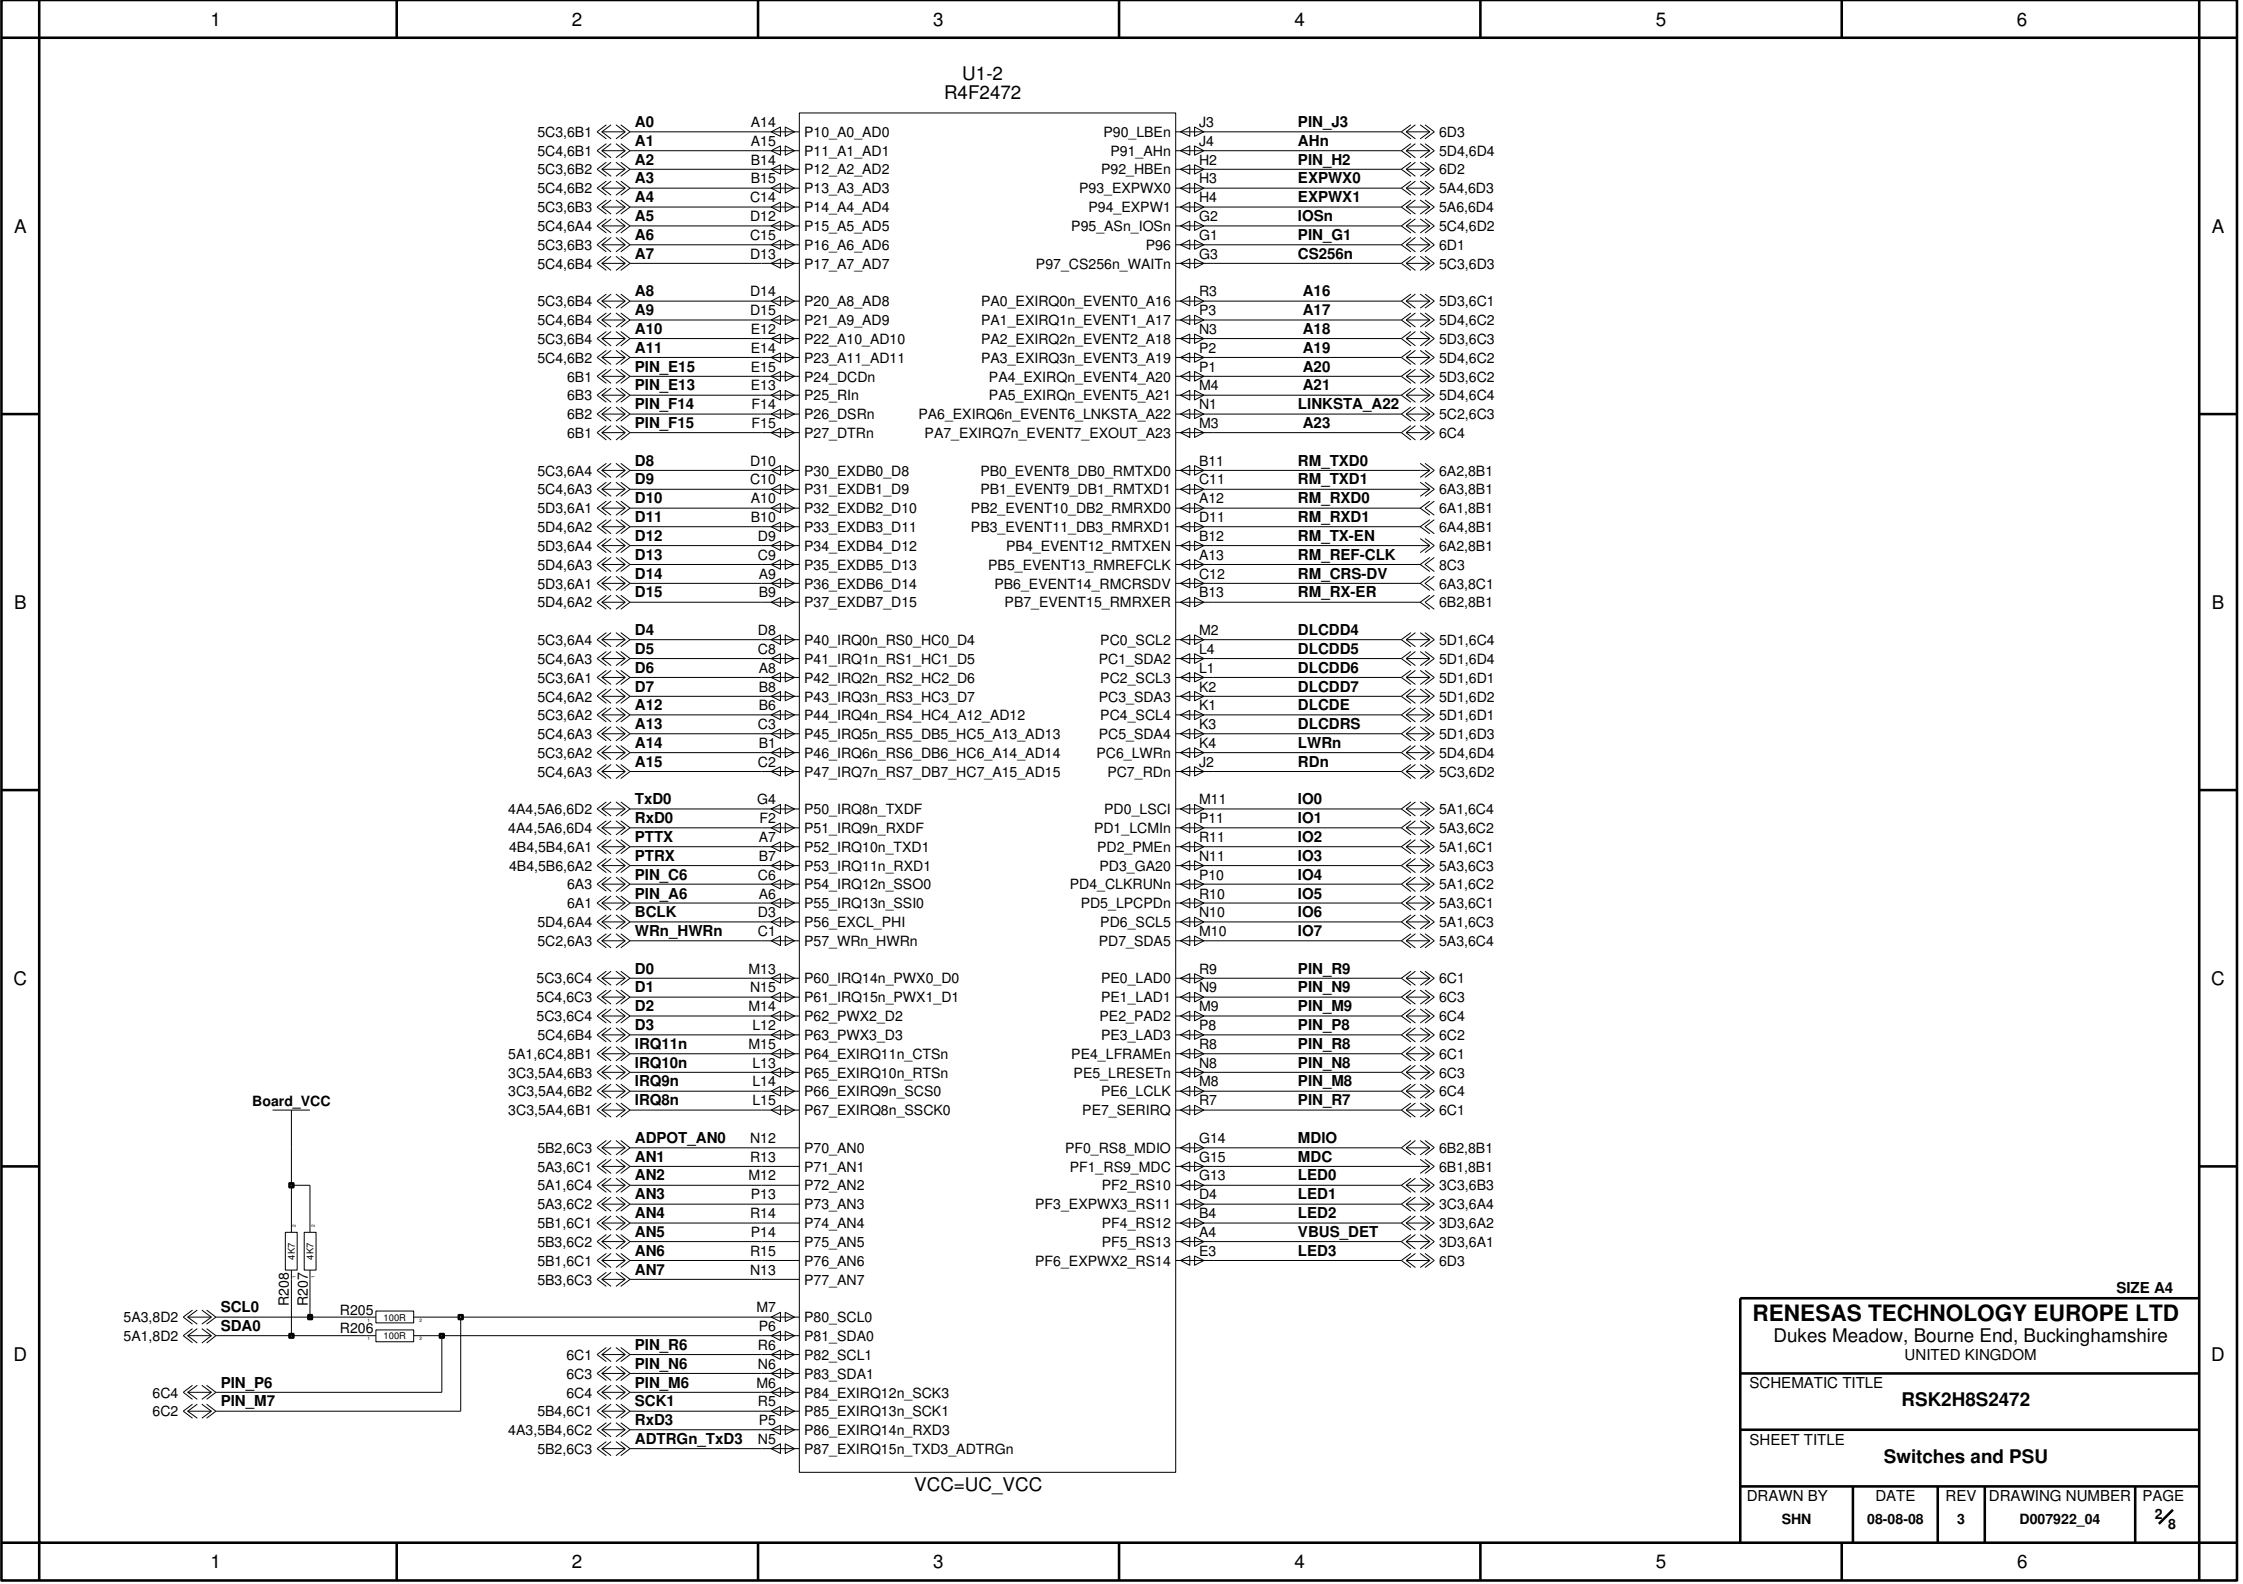 1 2 3 4 5 6
U1-2
R4F2472
5C3,6B1 A0 A14 P10_A0_AD0 P90_LBEn J3 PIN_J3 6D3
5C4,6B1 A1 A15 P11_A1_AD1 P91_AHn J4 AHn 5D4,6D4
5C3,6B2 A2 B14 P12_A2_AD2 P92_HBEn H2 PIN_H2 6D2
5C4,6B2 A3 B15 P13_A3_AD3 P93_EXPWX0 H3 EXPWX0 5A4,6D3
5C3,6B3 A4 C14 P14_A4_AD4 P94_EXPW1 H4 EXPWX1 5A6,6D4
A 5C4,6A4 A5 D12 P15_A5_AD5 P95_ASn_IOSn G2 IOSn 5C4,6D2 A
5C3,6B3 A6 C15 P16_A6_AD6 P96 G1 PIN_G1 6D1
5C4,6B4 A7 D13 P17_A7_AD7 P97_CS256n_WAITn G3 CS256n 5C3,6D3
5C3,6B4 A8 D14 P20_A8_AD8 PA0_EXIRQ0n_EVENT0_A16 R3 A16 5D3,6C1
5C4,6B4 A9 D15 P21_A9_AD9 PA1_EXIRQ1n_EVENT1_A17 P3 A17 5D4,6C2
5C3,6B4 A10 E12 P22_A10_AD10 PA2_EXIRQ2n_EVENT2_A18 N3 A18 5D3,6C3
5C4,6B2 A11 E14 P23_A11_AD11 PA3_EXIRQ3n_EVENT3_A19 P2 A19 5D4,6C2
6B1 PIN_E15 E15 P24_DCDn PA4_EXIRQn_EVENT4_A20 P1 A20 5D3,6C2
6B3 PIN_E13 E13 P25_RIn PA5_EXIRQn_EVENT5_A21 M4 A21 5D4,6C4
6B2 PIN_F14 F14 P26_DSRn PA6_EXIRQ6n_EVENT6_LNKSTA_A22 N1 LINKSTA_A22 5C2,6C3
6B1 PIN_F15 F15 P27_DTRn PA7_EXIRQ7n_EVENT7_EXOUT_A23 M3 A23 6C4
5C3,6A4 D8 D10 P30_EXDB0_D8 PB0_EVENT8_DB0_RMTXD0 B11 RM_TXD0 6A2,8B1
5C4,6A3 D9 C10 P31_EXDB1_D9 PB1_EVENT9_DB1_RMTXD1 C11 RM_TXD1 6A3,8B1
5D3,6A1 D10 A10 P32_EXDB2_D10 PB2_EVENT10_DB2_RMRXD0 A12 RM_RXD0 6A1,8B1
5D4,6A2 D11 B10 P33_EXDB3_D11 PB3_EVENT11_DB3_RMRXD1 D11 RM_RXD1 6A4,8B1
5D3,6A4 D12 D9 P34_EXDB4_D12 PB4_EVENT12_RMTXEN B12 RM_TX-EN 6A2,8B1
5D4,6A3 D13 C9 P35_EXDB5_D13 PB5_EVENT13_RMREFCLK A13 RM_REF-CLK 8C3
5D3,6A1 D14 A9 P36_EXDB6_D14 PB6_EVENT14_RMCRSDV C12 RM_CRS-DV 6A3,8C1
B 5D4,6A2 D15 B9 P37_EXDB7_D15 PB7_EVENT15_RMRXER B13 RM_RX-ER 6B2,8B1 B
5C3,6A4 D4 D8 P40_IRQ0n_RS0_HC0_D4 PC0_SCL2 M2 DLCDD4 5D1,6C4
5C4,6A3 D5 C8 P41_IRQ1n_RS1_HC1_D5 PC1_SDA2 L4 DLCDD5 5D1,6D4
5C3,6A1 D6 A8 P42_IRQ2n_RS2_HC2_D6 PC2_SCL3 L1 DLCDD6 5D1,6D1
5C4,6A2 D7 B8 P43_IRQ3n_RS3_HC3_D7 PC3_SDA3 K2 DLCDD7 5D1,6D2
5C3,6A2 A12 B6 P44_IRQ4n_RS4_HC4_A12_AD12 PC4_SCL4 K1 DLCDE 5D1,6D1
5C4,6A3 A13 C3 P45_IRQ5n_RS5_DB5_HC5_A13_AD13 PC5_SDA4 K3 DLCDRS 5D1,6D3
5C3,6A2 A14 B1 P46_IRQ6n_RS6_DB6_HC6_A14_AD14 PC6_LWRn K4 LWRn 5D4,6D4
5C4,6A3 A15 C2 P47_IRQ7n_RS7_DB7_HC7_A15_AD15 PC7_RDn J2 RDn 5C3,6D2
4A4,5A6,6D2 TxD0 G4 P50_IRQ8n_TXDF PD0_LSCI M11 IO0 5A1,6C4
4A4,5A6,6D4 RxD0 F2 P51_IRQ9n_RXDF PD1_LCMIn P11 IO1 5A3,6C2
4B4,5B4,6A1 PTTX A7 P52_IRQ10n_TXD1 PD2_PMEn R11 IO2 5A1,6C1
4B4,5B6,6A2 PTRX B7 P53_IRQ11n_RXD1 PD3_GA20 N11 IO3 5A3,6C3
6A3 PIN_C6 C6 P54_IRQ12n_SSO0 PD4_CLKRUNn P10 IO4 5A1,6C2
6A1 PIN_A6 A6 P55_IRQ13n_SSI0 PD5_LPCPDn R10 IO5 5A3,6C1
5D4,6A4 BCLK D3 P56_EXCL_PHI PD6_SCL5 N10 IO6 5A1,6C3
5C2,6A3 WRn_HWRn C1 P57_WRn_HWRn PD7_SDA5 M10 IO7 5A3,6C4
C 5C3,6C4 D0 M13 P60_IRQ14n_PWX0_D0 PE0_LAD0 R9 PIN_R9 6C1 C
5C4,6C3 D1 N15 P61_IRQ15n_PWX1_D1 PE1_LAD1 N9 PIN_N9 6C3
5C3,6C4 D2 M14 P62_PWX2_D2 PE2_PAD2 M9 PIN_M9 6C4
5C4,6B4 D3 L12 P63_PWX3_D3 PE3_LAD3 P8 PIN_P8 6C2
5A1,6C4,8B1 IRQ11n M15 P64_EXIRQ11n_CTSn PE4_LFRAMEn R8 PIN_R8 6C1
3C3,5A4,6B3 IRQ10n L13 P65_EXIRQ10n_RTSn PE5_LRESETn N8 PIN_N8 6C3
3C3,5A4,6B2 IRQ9n L14 P66_EXIRQ9n_SCS0 PE6_LCLK M8 PIN_M8 6C4
3C3,5A4,6B1 IRQ8n L15 P67_EXIRQ8n_SSCK0 PE7_SERIRQ R7 PIN_R7 6C1
Board_VCC
5B2,6C3 ADPOT_AN0 N12 P70_AN0 PF0_RS8_MDIO G14 MDIO 6B2,8B1
5A3,6C1 AN1 R13 P71_AN1 PF1_RS9_MDC G15 MDC 6B1,8B1
5A1,6C4 AN2 M12 P72_AN2 PF2_RS10 G13 LED0 3C3,6B3
5A3,6C2 AN3 P13 P73_AN3 PF3_EXPWX3_RS11 D4 LED1 3C3,6A4
5B1,6C1 AN4 R14 P74_AN4 PF4_RS12 B4 LED2 3D3,6A2
5B3,6C2 AN5 P14 P75_AN5 PF5_RS13 A4 VBUS_DET 3D3,6A1
5B1,6C1 AN6 R15 P76_AN6 PF6_EXPWX2_RS14 E3 LED3 6D3
5B3,6C3 AN7 N13 P77_AN7
4K7 4K7
R208 R207
5A3,8D2 SCL0 R205 100R M7 P80_SCL0
5A1,8D2 SDA0 R206 100R P6 P81_SDA0
D 6C1 PIN_R6 R6 P82_SCL1 D
6C3 PIN_N6 N6 P83_SDA1
6C4 PIN_P6 6C4 PIN_M6 M6 P84_EXIRQ12n_SCK3
6C2 PIN_M7 5B4,6C1 SCK1 R5 P85_EXIRQ13n_SCK1
4A3,5B4,6C2 RxD3 P5 P86_EXIRQ14n_RXD3
5B2,6C3 ADTRGn_TxD3 N5 P87_EXIRQ15n_TXD3_ADTRGn
VCC=UC_VCC
SIZE A4
RENESAS TECHNOLOGY EUROPE LTD
Dukes Meadow, Bourne End, Buckinghamshire
UNITED KINGDOM
SCHEMATIC TITLE
RSK2H8S2472
SHEET TITLE
Switches and PSU
DRAWN BY DATE REV DRAWING NUMBER PAGE
SHN 08-08-08 3 D007922_04 2/8
1 2 3 4 5 6